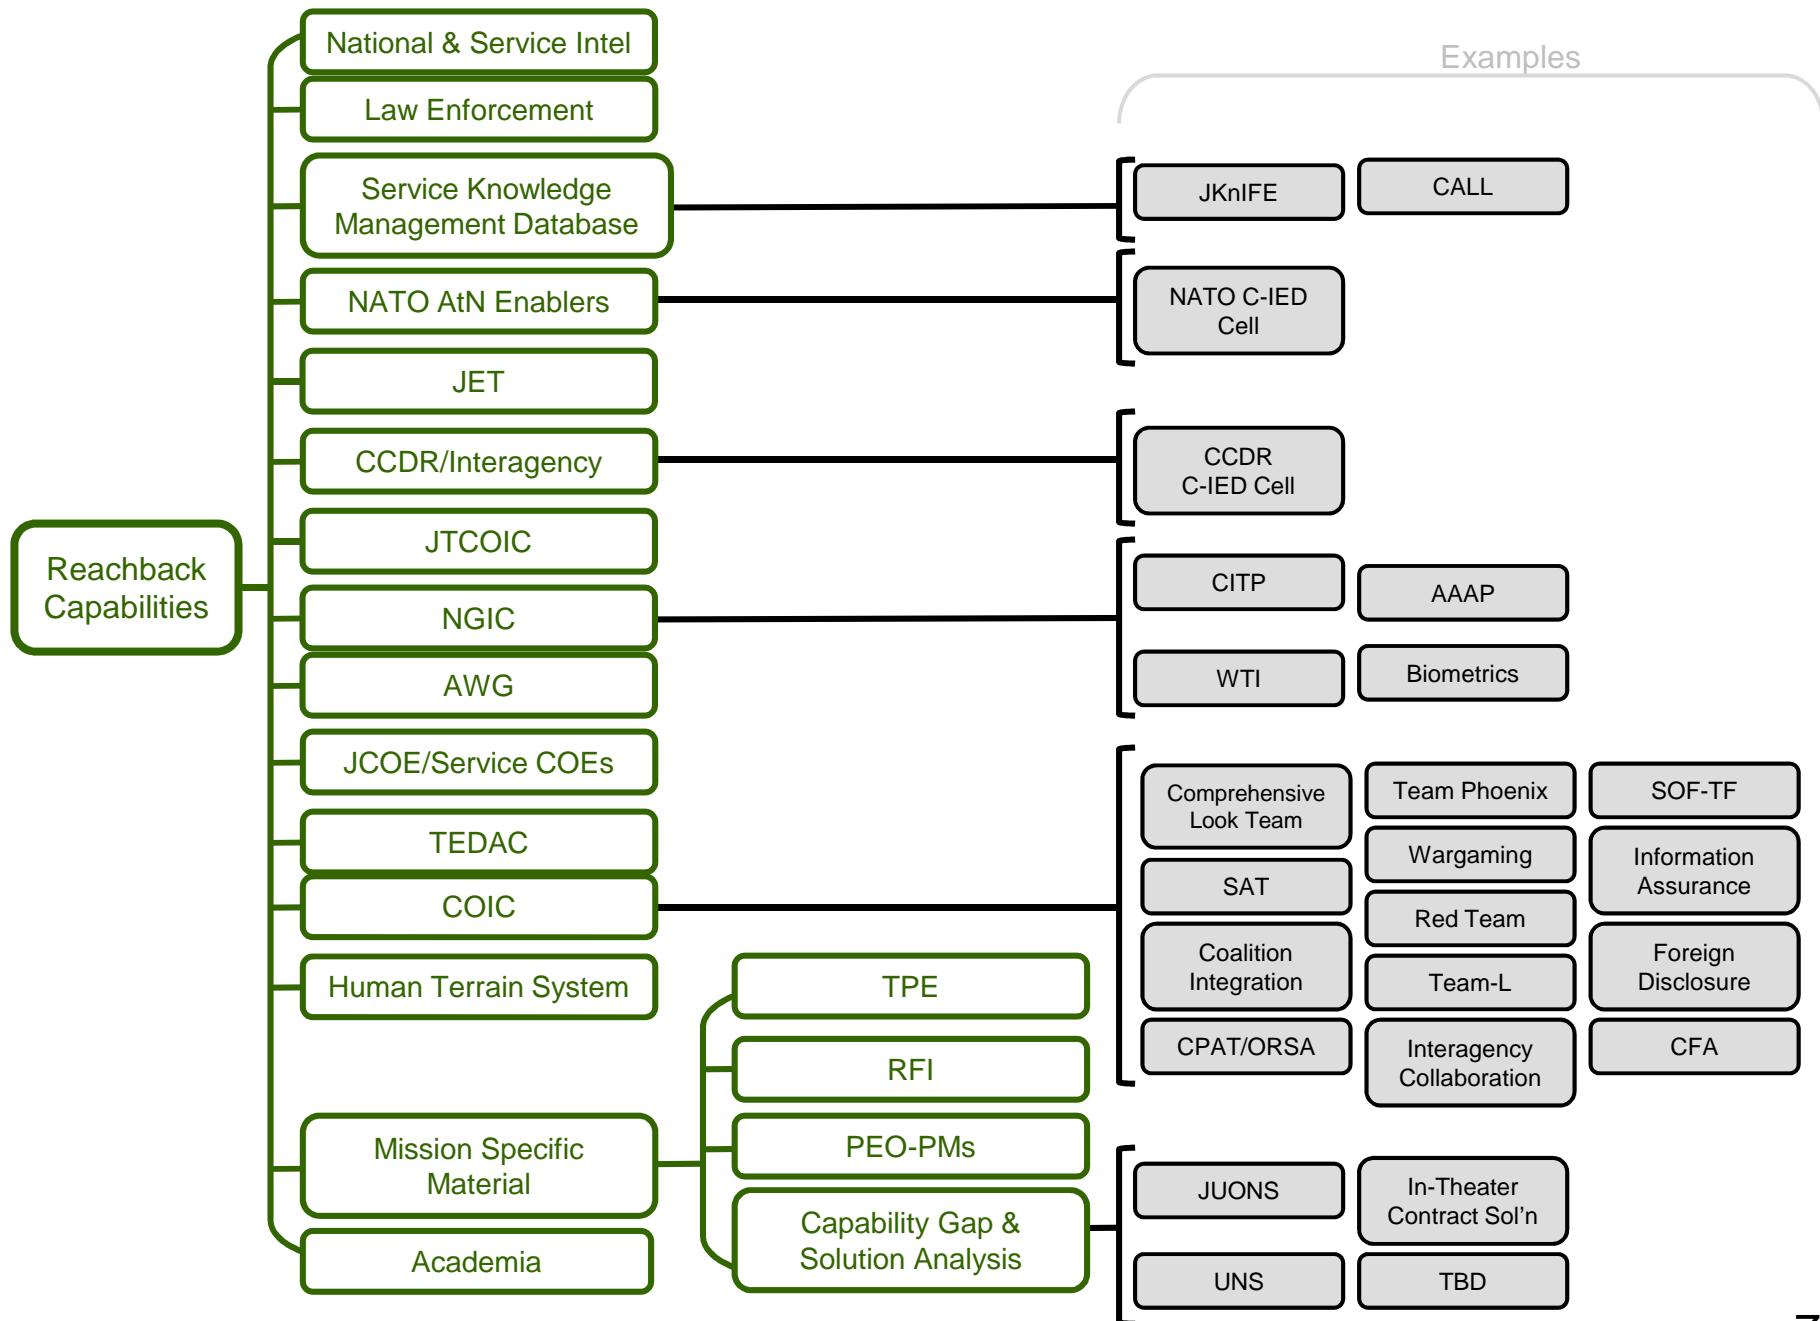 Examples
National & Service Intel
Law Enforcement
Service Knowledge
Management Database
NATO AtN Enablers
JET
CCDR/Interagency
JTCOIC
NGIC
AWG
JCOE/Service COEs
TEDAC
COIC
Human Terrain System
Mission Specific
Material
Academia
Reachback
Capabilities
TPE
RFI
PEO-PMs
Capability Gap &
Solution Analysis
JKnIFE
CALL
NATO C-IED
Cell
CCDR
C-IED Cell
CITP
AAAP
WTI
Biometrics
Comprehensive
Look Team
Team Phoenix
SOF-TF
SAT
Wargaming
Information
Assurance
Coalition
Integration
Red Team
Team-L
Foreign
Disclosure
CPAT/ORSA
Interagency
Collaboration
CFA
JUONS
In-Theater
Contract Sol’n
UNS
TBD